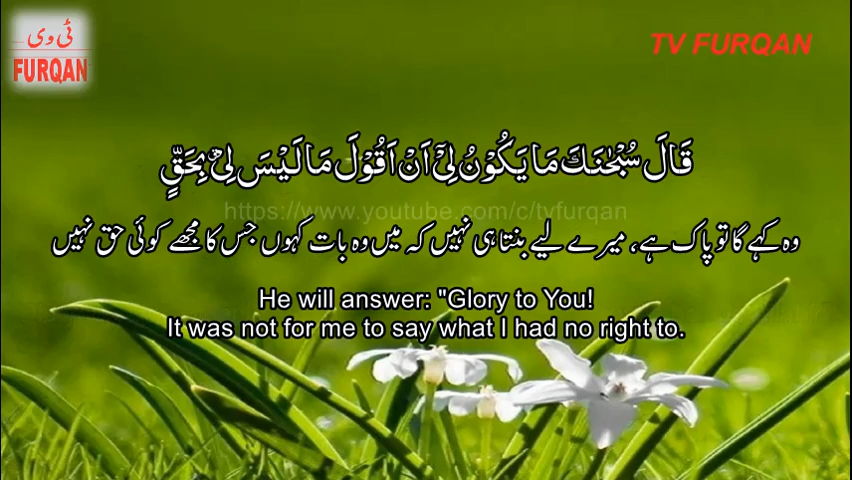 ٹی وی
FURQAN
TV FURQAN
قَالَ سُبْحٰنَكَ مَا يَكُوْنُ لِيْۤ اَنْ اَقُوْلَ مَا لَيْسَ لِيْ ۗ بِحَقٍّ
https://www.youtube.com/c/tvfurqan
وہ کہے گا تو پاک ہے، میرے لیے بنتا ہی نہیں کہ میں وہ بات کہوں جس کا مجھے کوئی حق نہیں
He will answer: "Glory to You!
It was not for me to say what I had no right to.